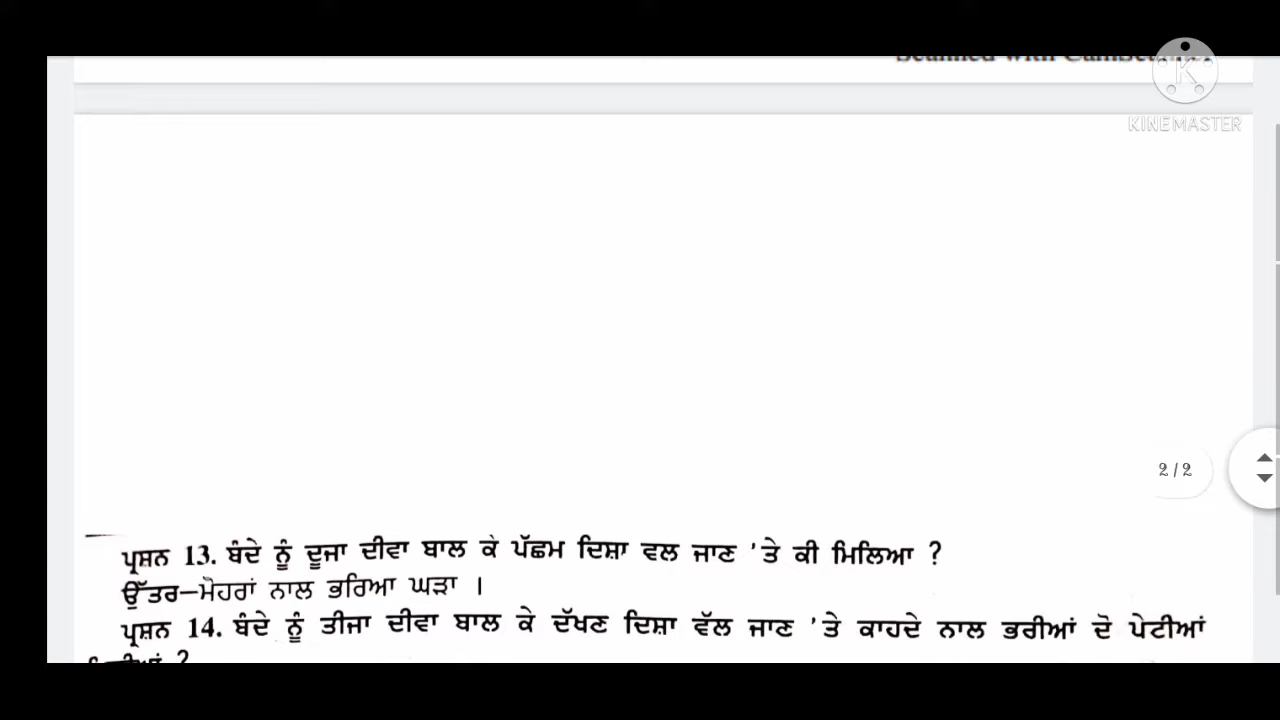 KINEMASTER
2 / 2
ਪ੍ਰਸ਼ਨ 13. ਬੰਦੇ ਨੂੰ ਦੂਜਾ ਦੀਵਾ ਬਾਲ ਕੇ ਪੱਛਮ ਦਿਸ਼ਾ ਵਲ ਜਾਣ 'ਤੇ ਕੀ ਮਿਲਿਆ ?
ਉੱਤਰ–ਮੋਹਰਾਂ ਨਾਲ ਭਰਿਆ ਘੜਾ ।
ਪ੍ਰਸ਼ਨ 14. ਬੰਦੇ ਨੂੰ ਤੀਜਾ ਦੀਵਾ ਬਾਲ ਕੇ ਦੱਖਣ ਦਿਸ਼ਾ ਵੱਲ ਜਾਣ 'ਤੇ ਕਾਹਦੇ ਨਾਲ ਭਰੀਆਂ ਦੋ ਪੇਟੀਆਂ